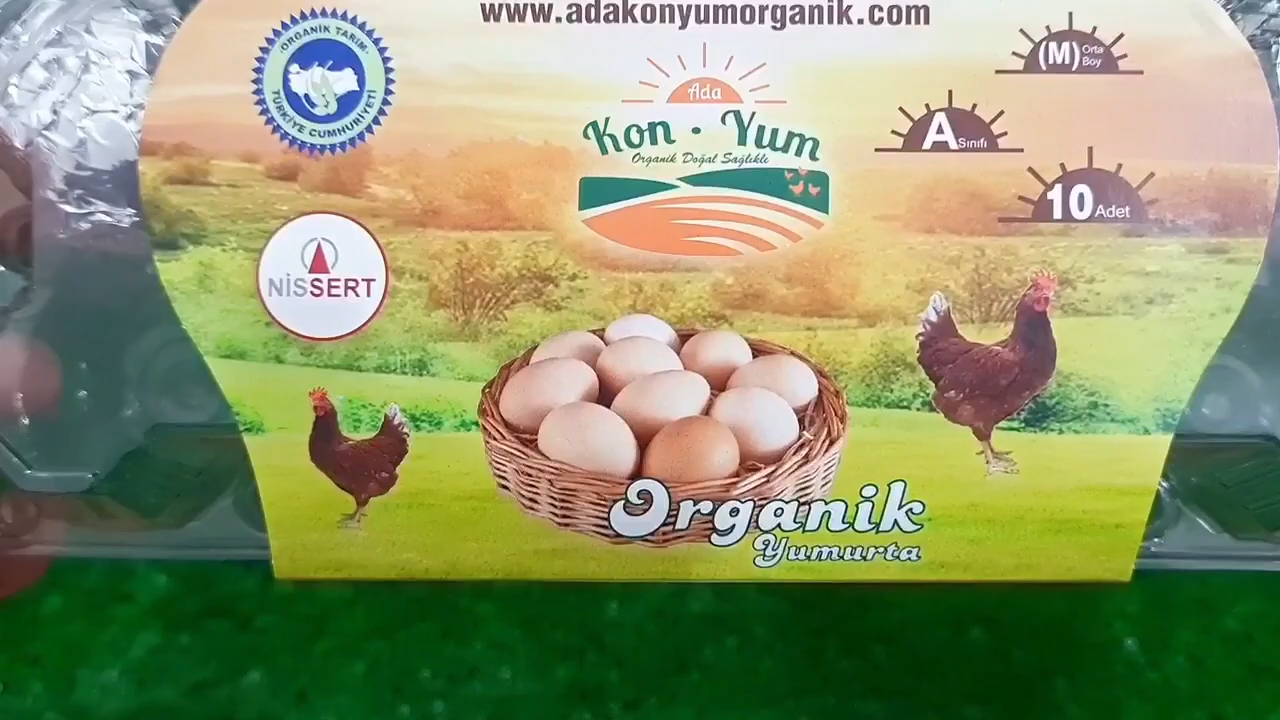 www.adakonyumorganik.com
ORGANİK TARIM
TÜRKİYE CUMHURİYETİ
(M) Orta Boy
Ada
Kon · Yum
Organik Doğal Sağlıklı
A Sınıfı
10 Adet
NİSSERT
Organik
Yumurta